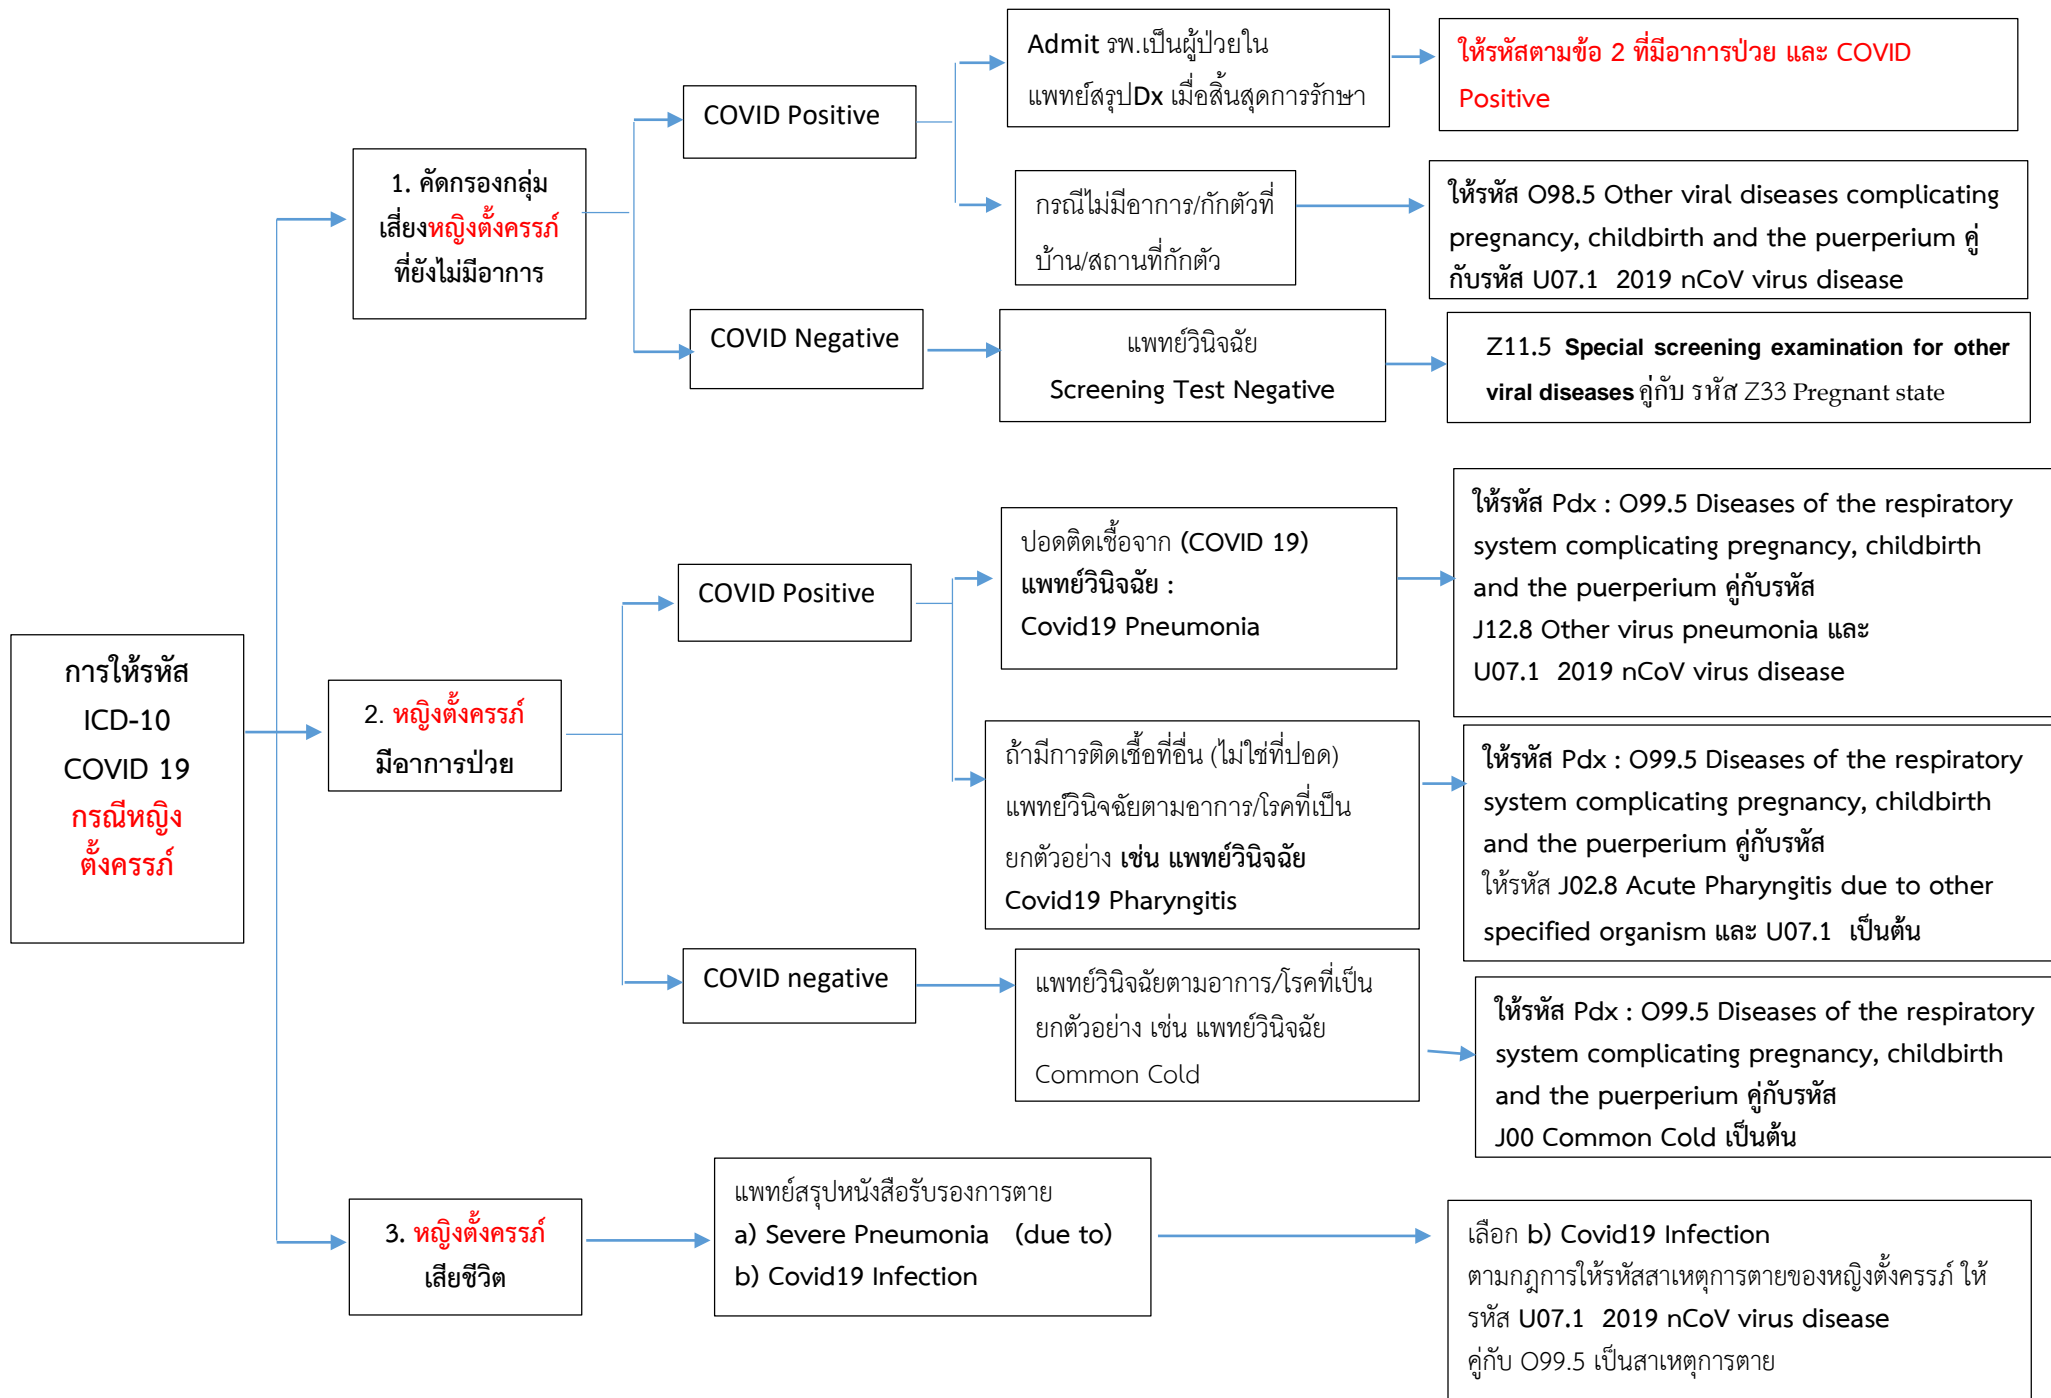 การให้รหัส
ICD-10
COVID 19
กรณีหญิง
ตั้งครรภ์
1. คัดกรองกลุ่ม
เสี่ยงหญิงตั้งครรภ์
ที่ยังไม่มีอาการ
COVID Positive
Admit รพ.เป็นผู้ป่วยใน
แพทย์สรุปDx เมื่อสิ้นสุดการรักษา
ให้รหัสตามข้อ 2 ที่มีอาการป่วย และ COVID
Positive
กรณีไม่มีอาการ/กักตัวที่
บ้าน/สถานที่กักตัว
ให้รหัส O98.5 Other viral diseases complicating
pregnancy, childbirth and the puerperium คู่
กับรหัส U07.1 2019 nCoV virus disease
COVID Negative
แพทย์วินิจฉัย
Screening Test Negative
Z11.5 Special screening examination for other
viral diseases คู่กับ รหัส Z33 Pregnant state
2. หญิงตั้งครรภ์
มีอาการป่วย
COVID Positive
ปอดติดเชื้อจาก (COVID 19)
แพทย์วินิจฉัย :
Covid19 Pneumonia
ให้รหัส Pdx : O99.5 Diseases of the respiratory
system complicating pregnancy, childbirth
and the puerperium คู่กับรหัส
J12.8 Other virus pneumonia และ
U07.1 2019 nCoV virus disease
ถ้ามีการติดเชื้อที่อื่น (ไม่ใช่ที่ปอด)
แพทย์วินิจฉัยตามอาการ/โรคที่เป็น
ยกตัวอย่าง เช่น แพทย์วินิจฉัย
Covid19 Pharyngitis
ให้รหัส Pdx : O99.5 Diseases of the respiratory
system complicating pregnancy, childbirth
and the puerperium คู่กับรหัส
ให้รหัส J02.8 Acute Pharyngitis due to other
specified organism และ U07.1 เป็นต้น
COVID negative
แพทย์วินิจฉัยตามอาการ/โรคที่เป็น
ยกตัวอย่าง เช่น แพทย์วินิจฉัย
Common Cold
ให้รหัส Pdx : O99.5 Diseases of the respiratory
system complicating pregnancy, childbirth
and the puerperium คู่กับรหัส
J00 Common Cold เป็นต้น
3. หญิงตั้งครรภ์
เสียชีวิต
แพทย์สรุปหนังสือรับรองการตาย
a) Severe Pneumonia (due to)
b) Covid19 Infection
เลือก b) Covid19 Infection
ตามกฎการให้รหัสสาเหตุการตายของหญิงตั้งครรภ์ ให้
รหัส U07.1 2019 nCoV virus disease
คู่กับ O99.5 เป็นสาเหตุการตาย